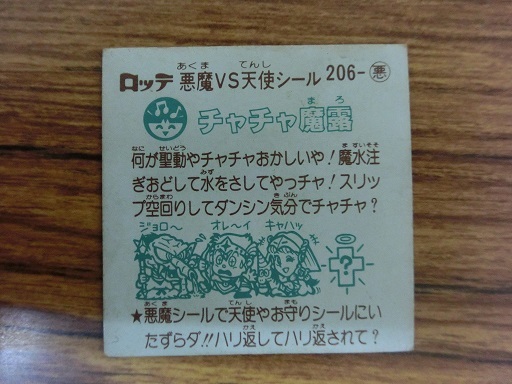 ロッテ 悪魔VS天使シール 206-悪
チャチャ魔露
何が聖動やチャチャおかしいや!魔水注
ぎおどして水をさしてやっチャ!スリッ
プ空回りしてダンシン気分でチャチャ?
ジョロ〜 オレ〜イ キャハッ
?
★悪魔シールで天使やお守りシールにい
たずらダ!!ハリ返してハリ返されて?